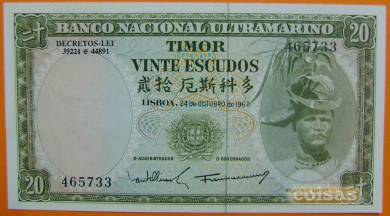 20 BANCO NACIONAL ULTRAMARINO 20
DECRETOS-LEI
39221 e 44891
TIMOR
465733
VINTE ESCUDOS
貳拾厄斯科多
LISBOA, 24 de OUTUBRO de 1967
O ADMINISTRADOR
O GOVERNADOR
20 465733
coisas